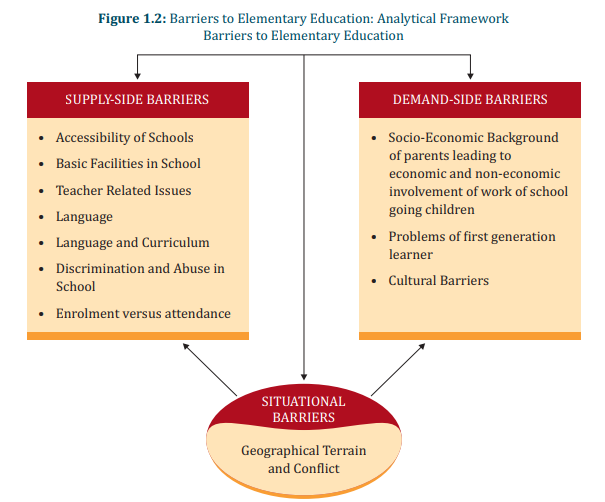 Figure 1.2: Barriers to Elementary Education: Analytical Framework
Barriers to Elementary Education
SUPPLY-SIDE BARRIERS
• Accessibility of Schools
• Basic Facilities in School
• Teacher Related Issues
• Language
• Language and Curriculum
• Discrimination and Abuse in
School
• Enrolment versus attendance
DEMAND-SIDE BARRIERS
• Socio-Economic Background
of parents leading to
economic and non-economic
involvement of work of school
going children
• Problems of first generation
learner
• Cultural Barriers
SITUATIONAL
BARRIERS
Geographical Terrain
and Conflict